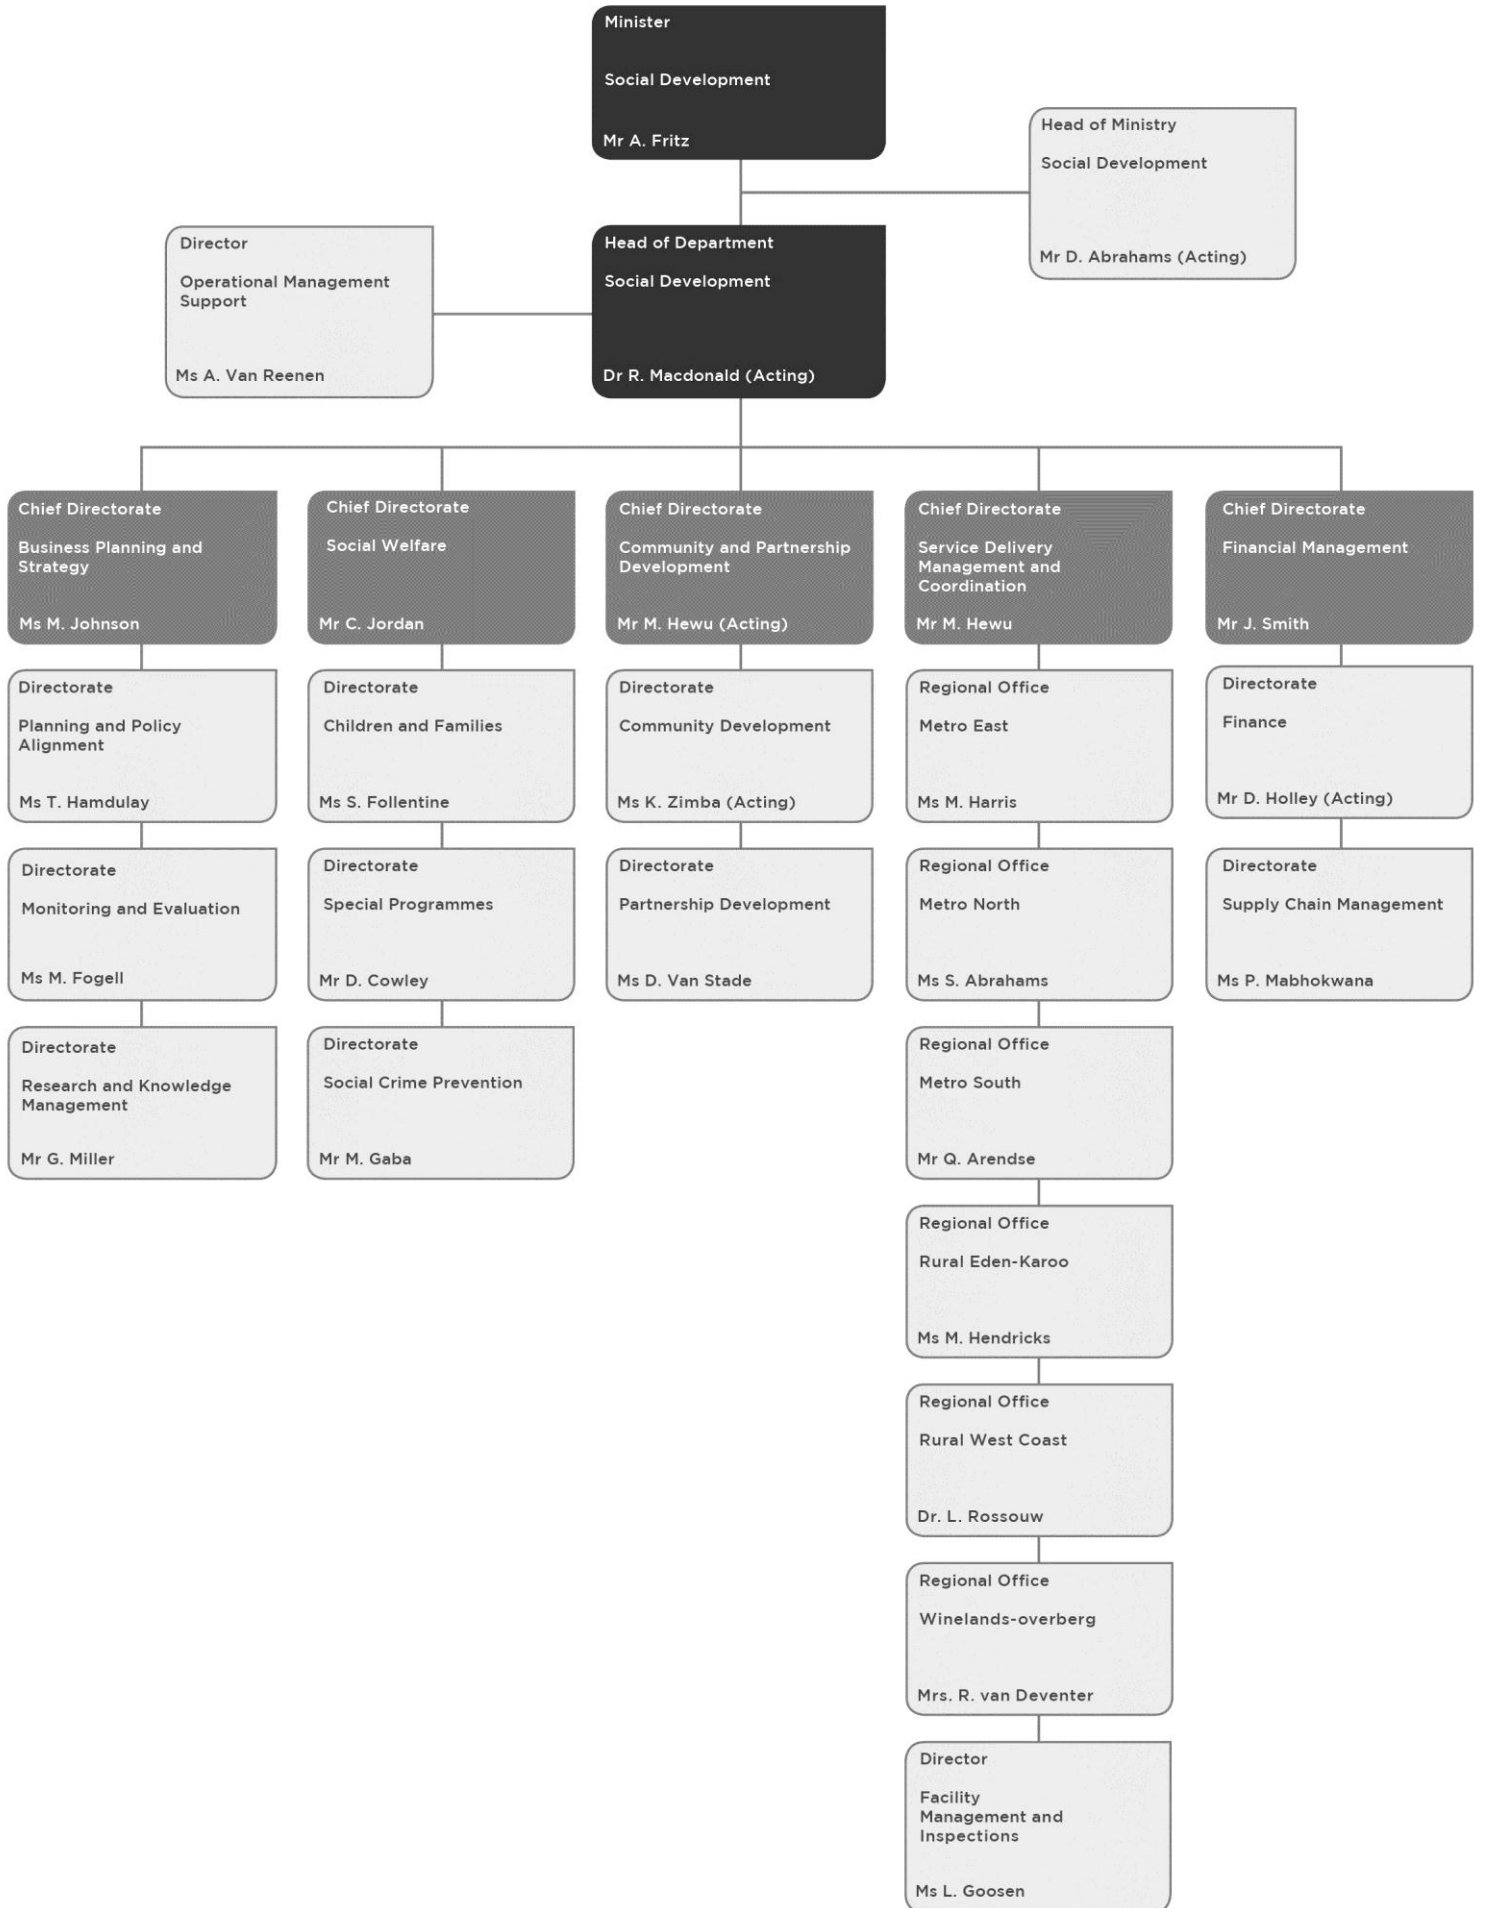 Minister
Social Development
Mr A. Fritz
Head of Ministry
Social Development
Mr D. Abrahams (Acting)
Director
Operational Management
Support
Ms A. Van Reenen
Head of Department
Social Development
Dr R. Macdonald (Acting)
Chief Directorate
Business Planning and
Strategy
Ms M. Johnson
Directorate
Planning and Policy
Alignment
Ms T. Hamdulay
Directorate
Monitoring and Evaluation
Ms M. Fogell
Directorate
Research and Knowledge
Management
Mr G. Miller
Chief Directorate
Social Welfare
Mr C. Jordan
Directorate
Children and Families
Ms S. Follentine
Directorate
Special Programmes
Mr D. Cowley
Directorate
Social Crime Prevention
Mr M. Gaba
Chief Directorate
Community and Partnership
Development
Mr M. Hewu (Acting)
Directorate
Community Development
Ms K. Zimba (Acting)
Directorate
Partnership Development
Ms D. Van Stade
Chief Directorate
Service Delivery
Management and
Coordination
Mr M. Hewu
Regional Office
Metro East
Ms M. Harris
Regional Office
Metro North
Ms S. Abrahams
Regional Office
Metro South
Mr Q. Arendse
Regional Office
Rural Eden-Karoo
Ms M. Hendricks
Regional Office
Rural West Coast
Dr. L. Rossouw
Regional Office
Winelands-overberg
Mrs. R. van Deventer
Director
Facility
Management and
Inspections
Ms L. Goosen
Chief Directorate
Financial Management
Mr J. Smith
Directorate
Finance
Mr D. Holley (Acting)
Directorate
Supply Chain Management
Ms P. Mabhokwana